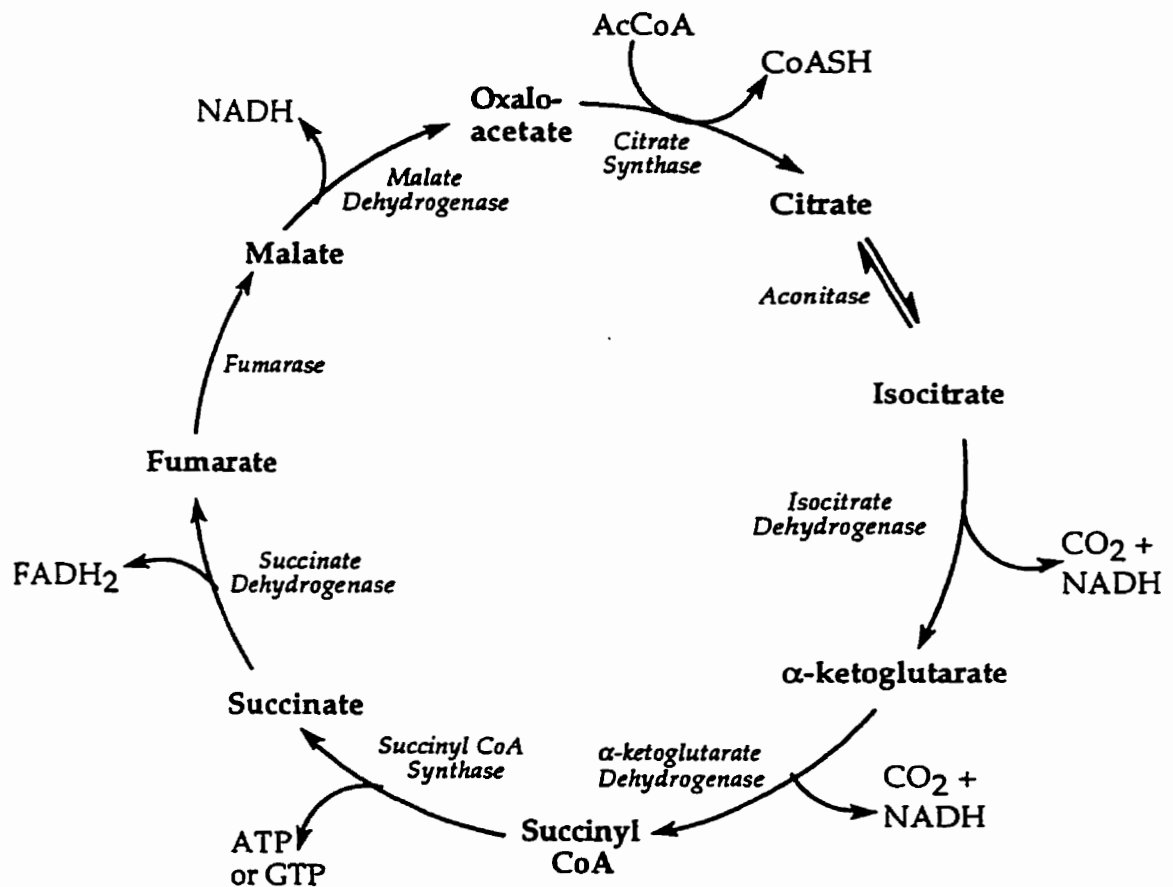 AcCoA
CoASH
Oxalo-
acetate
Citrate
Synthase
Citrate
Aconitase
Isocitrate
Isocitrate
Dehydrogenase
CO2 +
NADH
α-ketoglutarate
α-ketoglutarate
Dehydrogenase
CO2 +
NADH
Succinyl
CoA
Succinyl CoA
Synthase
ATP
or GTP
Succinate
Succinate
Dehydrogenase
FADH2
Fumarate
Fumarase
Malate
Malate
Dehydrogenase
NADH